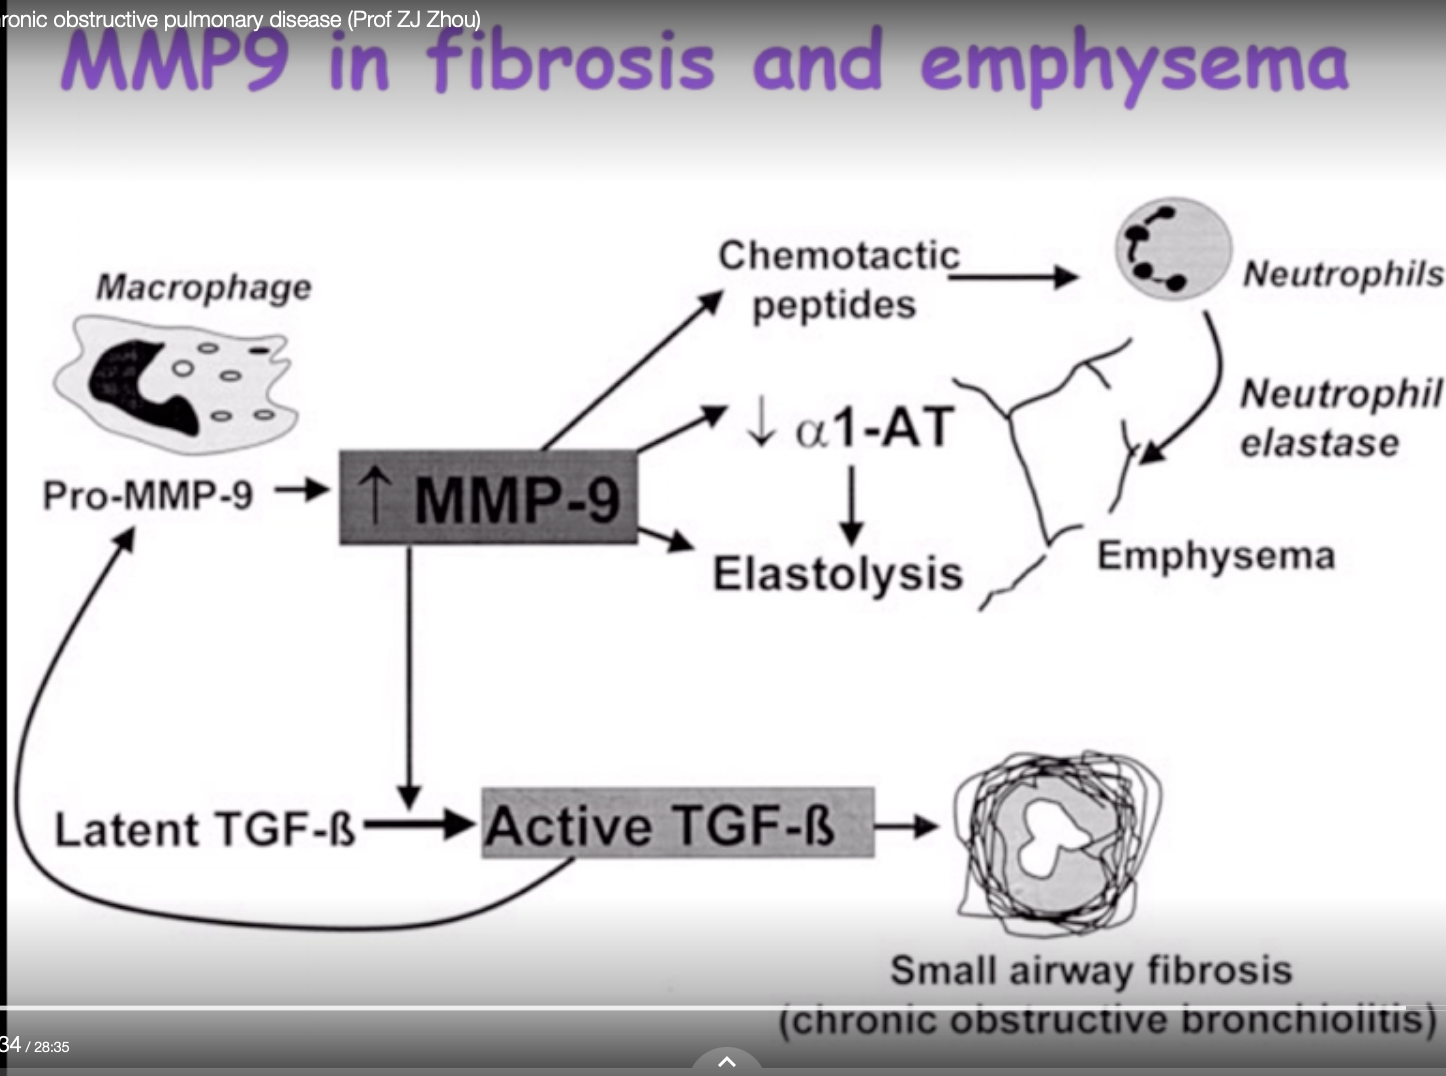 ronic obstructive pulmonary disease (Prof ZJ Zhou)
MMP9 in fibrosis and emphysema
Macrophage
Pro-MMP-9
↑ MMP-9
Chemotactic
peptides
Neutrophils
Neutrophil
elastase
↓ α1-AT
Elastolysis
Emphysema
Latent TGF-ß
Active TGF-ß
Small airway fibrosis
(chronic obstructive bronchiolitis)
34 / 28:35